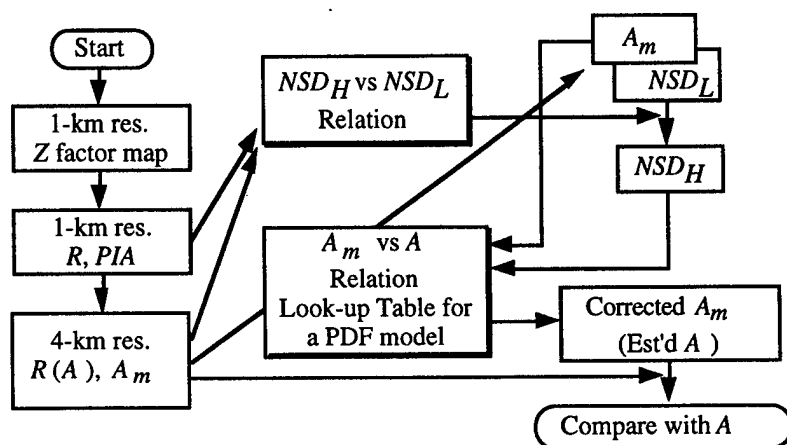 Start
1-km res.
Z factor map
1-km res.
R, PIA
4-km res.
R (A), A_m
NSD_H vs NSD_L
Relation
A_m vs A
Relation
Look-up Table for
a PDF model
A_m
NSD_L
NSD_H
Corrected A_m
(Est'd A )
Compare with A